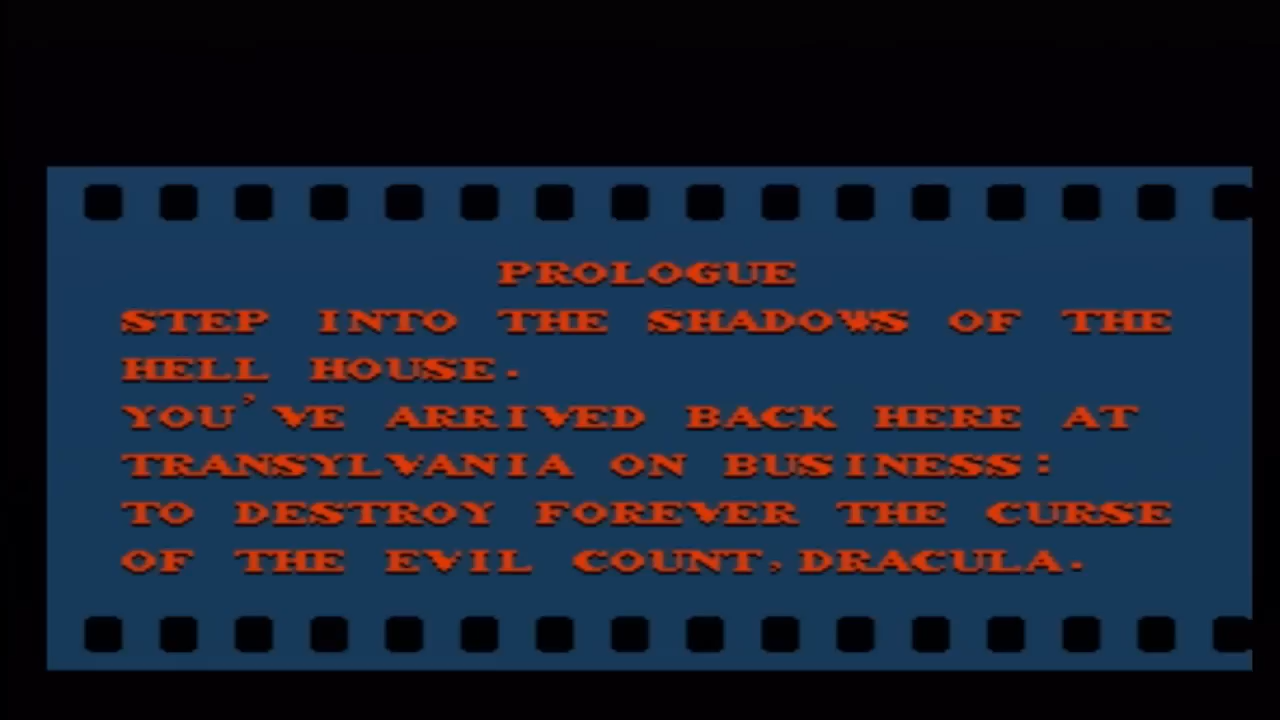 PROLOGUE
STEP INTO THE SHADOWS OF THE
HELL HOUSE.
YOU'VE ARRIVED BACK HERE AT
TRANSYLVANIA ON BUSINESS:
TO DESTROY FOREVER THE CURSE
OF THE EVIL COUNT,DRACULA.